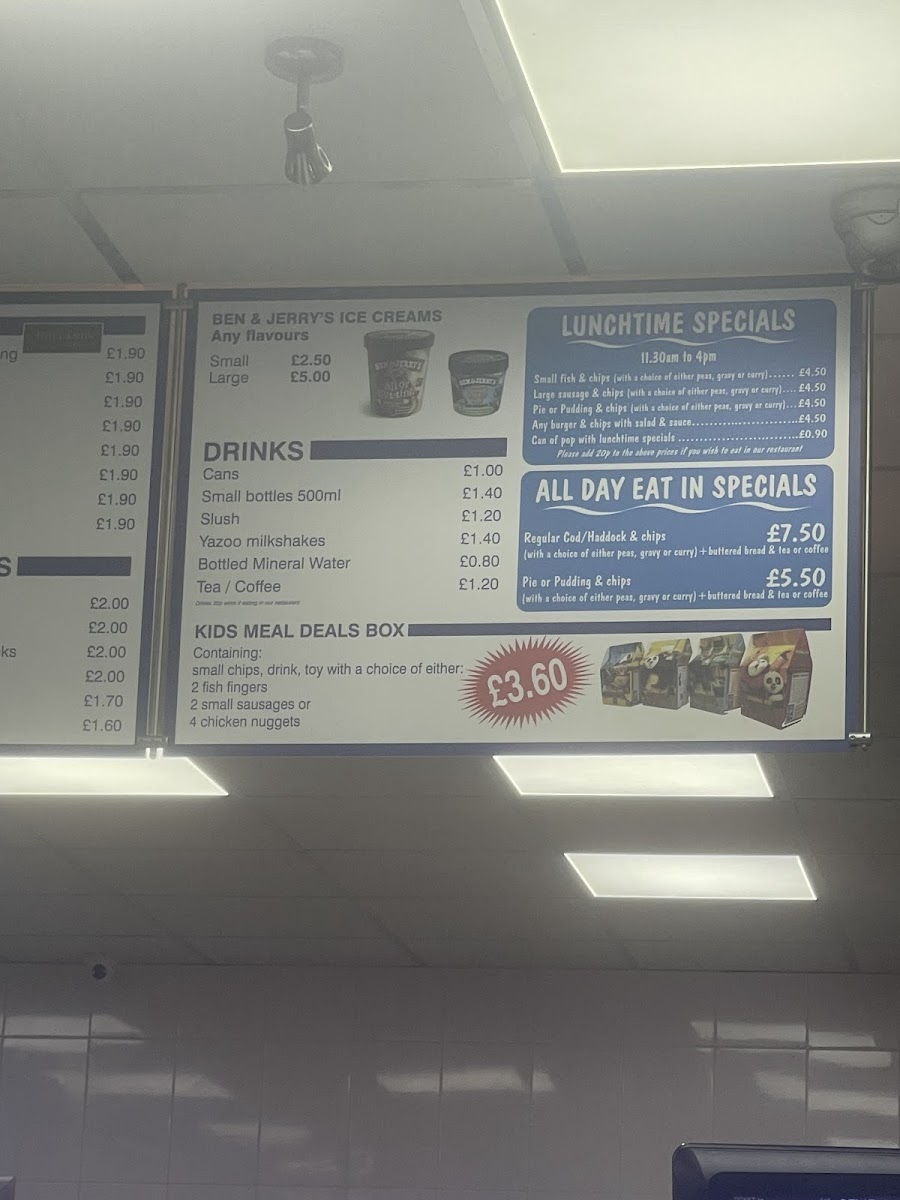 ng £1.90
£1.90
£1.90
£1.90
£1.90
£1.90
£1.90
£1.90
S
£2.00
£2.00
ks £2.00
£2.00
£1.70
£1.60
BEN & JERRY'S ICE CREAMS
Any flavours
Small £2.50
Large £5.00
DRINKS
Cans £1.00
Small bottles 500ml £1.40
Slush £1.20
Yazoo milkshakes £1.40
Bottled Mineral Water £0.80
Tea / Coffee £1.20
LUNCHTIME SPECIALS
11.30am to 4pm
Small fish & chips (with a choice of either peas, gravy or curry)...... £4.50
Large sausage & chips (with a choice of either peas, gravy or curry).... £4.50
Pie or Pudding & chips (with a choice of either peas, gravy or curry)...£4.50
Any burger & chips with salad & sauce...........................£4.50
Can of pop with lunchtime specials ..............................£0.90
Please add 20p to the above prices if you wish to eat in our restaurant
ALL DAY EAT IN SPECIALS
Regular Cod/Haddock & chips £7.50
(with a choice of either peas, gravy or curry) + buttered bread & tea or coffee
Pie or Pudding & chips £5.50
(with a choice of either peas, gravy or curry) + buttered bread & tea or coffee
KIDS MEAL DEALS BOX
Containing:
small chips, drink, toy with a choice of either:
2 fish fingers
2 small sausages or
4 chicken nuggets
£3.60